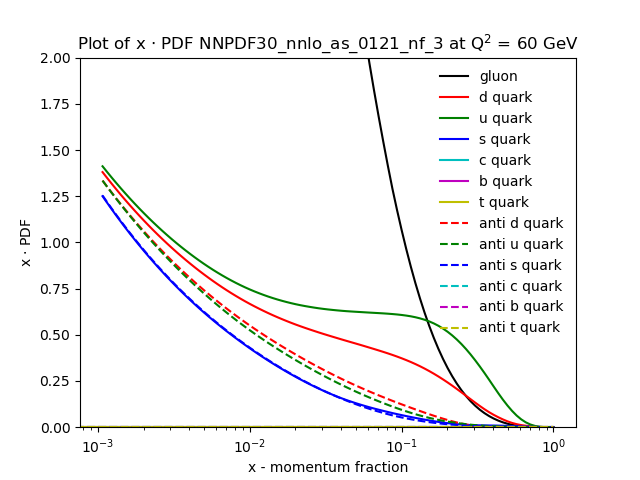 Plot of x · PDF NNPDF30_nnlo_as_0121_nf_3 at Q² = 60 GeV
2.00
1.75
1.50
1.25
1.00
0.75
0.50
0.25
0.00
x · PDF
gluon
d quark
u quark
s quark
c quark
b quark
t quark
anti d quark
anti u quark
anti s quark
anti c quark
anti b quark
anti t quark
10⁻³ 10⁻² 10⁻¹ 10⁰
x - momentum fraction